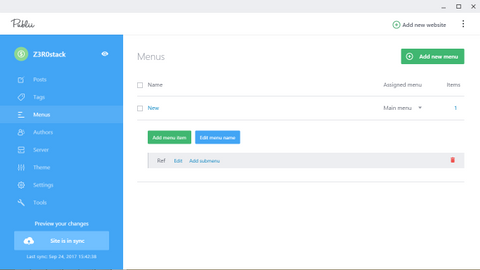 Publii
Add new website
Z3R0stack
Menus
Add new menu
Posts
Tags
Menus
Authors
Server
Theme
Settings
Tools
Name
Assigned menu
Items
New
Main menu
1
Add menu item
Edit menu name
Ref
Edit
Add submenu
Preview your changes
Site is in sync
Last sync: Sep 24, 2017 15:42:38